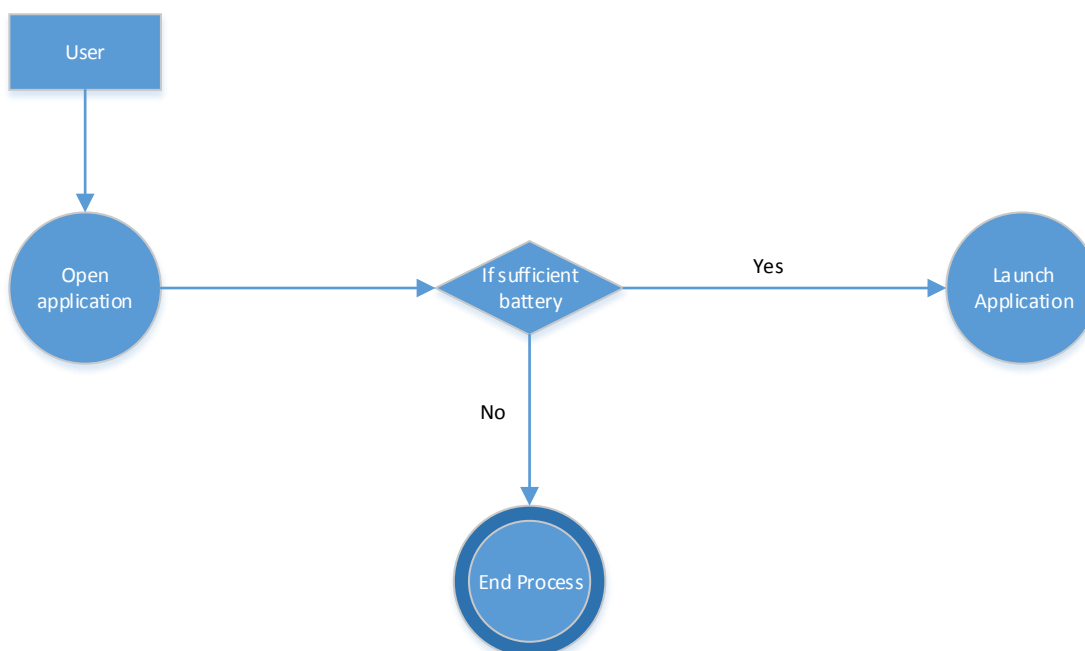 User
Open
application
If sufficient
battery
Yes
Launch
Application
No
End Process